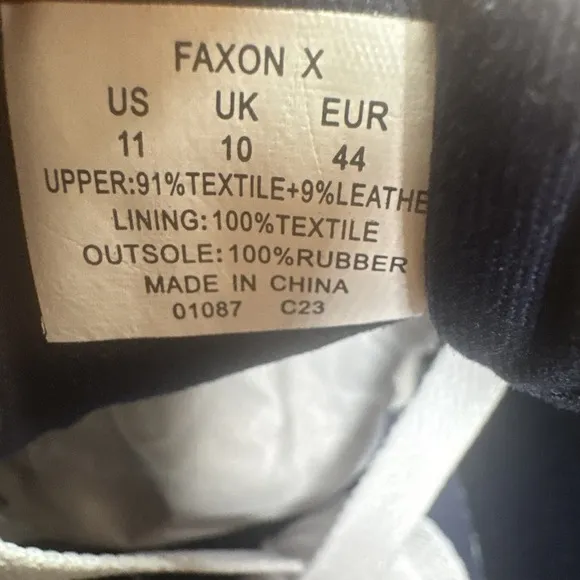 FAXON X
US UK EUR
11 10 44
UPPER:91%TEXTILE+9%LEATHE
LINING:100%TEXTILE
OUTSOLE:100%RUBBER
MADE IN CHINA
01087 C23